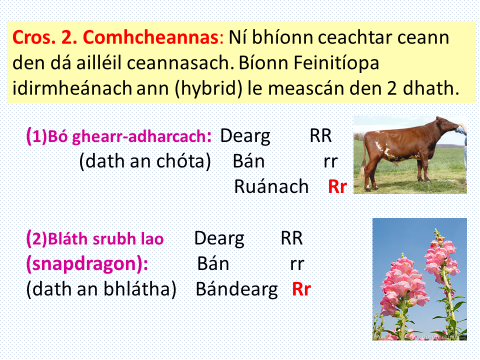 Cros. 2. Comhcheannas: Ní bhíonn ceachtar ceann
den dá ailléil ceannasach. Bíonn Feinitíopa
idirmheánach ann (hybrid) le meascán den 2 dhath.
(1)Bó ghearr-adharcach: Dearg RR
(dath an chóta) Bán rr
Ruánach Rr
(2)Bláth srubh lao Dearg RR
(snapdragon): Bán rr
(dath an bhlátha) Bándearg Rr